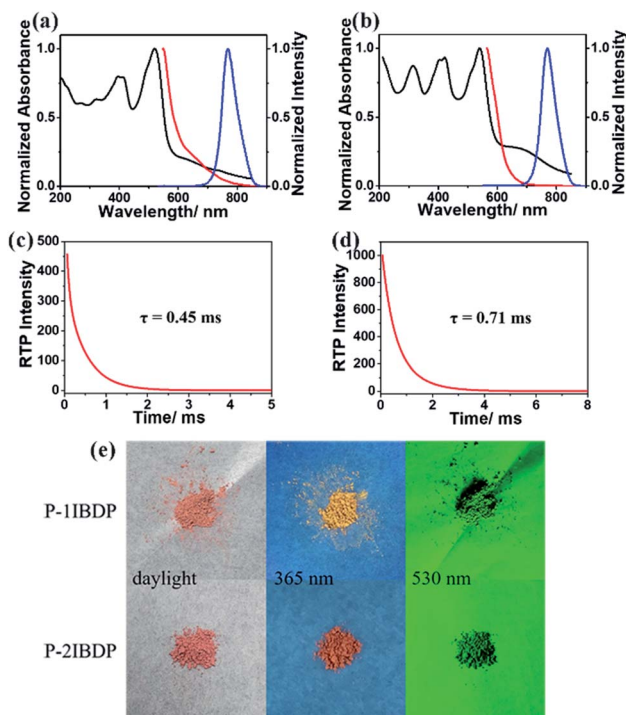 (a)
Normalized Absorbance
1.0
0.5
0.0
200 400 600 800
Wavelength/ nm
1.0
0.5
0.0
Normalized Intensity
(b)
Normalized Absorbance
1.0
0.5
0.0
200 400 600 800
Wavelength/ nm
1.0
0.5
0.0
Normalized Intensity
(c)
RTP Intensity
500
400
300
200
100
0
τ = 0.45 ms
0 1 2 3 4 5
Time/ ms
(d)
RTP Intensity
1000
800
600
400
200
0
τ = 0.71 ms
0 2 4 6 8
Time/ ms
(e)
P-1IBDP
daylight 365 nm 530 nm
P-2IBDP